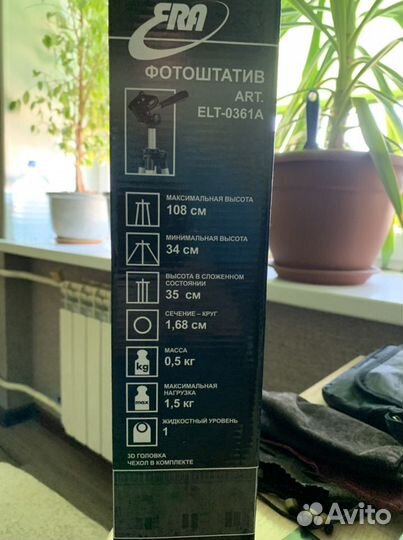 ERA
ФОТОШТАТИВ
ART.
ELT-0361A
МАКСИМАЛЬНАЯ ВЫСОТА
108 см
МИНИМАЛЬНАЯ ВЫСОТА
34 см
ВЫСОТА В СЛОЖЕННОМ
СОСТОЯНИИ
35 см
СЕЧЕНИЕ – КРУГ
1,68 см
kg
МАССА
0,5 кг
max
МАКСИМАЛЬНАЯ
НАГРУЗКА
1,5 кг
ЖИДКОСТНЫЙ УРОВЕНЬ
1
3D ГОЛОВКА
ЧЕХОЛ В КОМПЛЕКТЕ
Avito